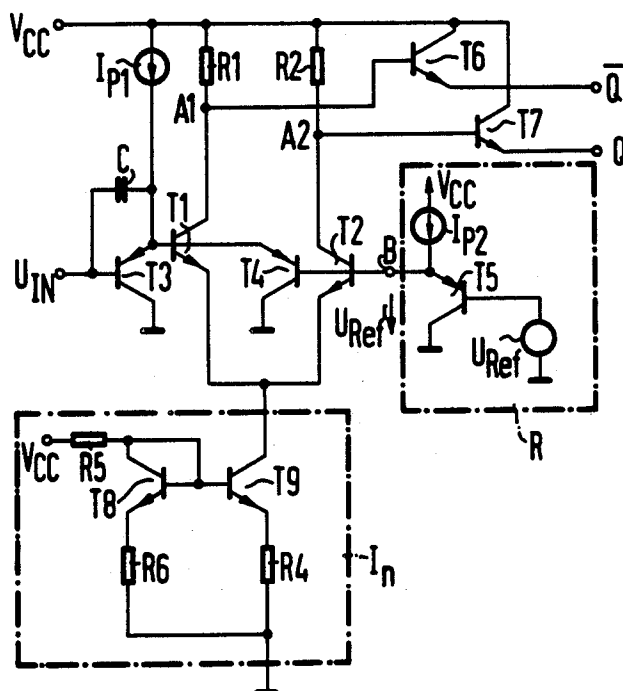 VCC
IP1
R1
R2
T6
Q̅
A1
A2
T7
Q
C
T1
T2
VCC
IP2
UIN
T3
T4
B
T5
URef
URef
R
VCC
R5
T8
T9
R6
R4
In